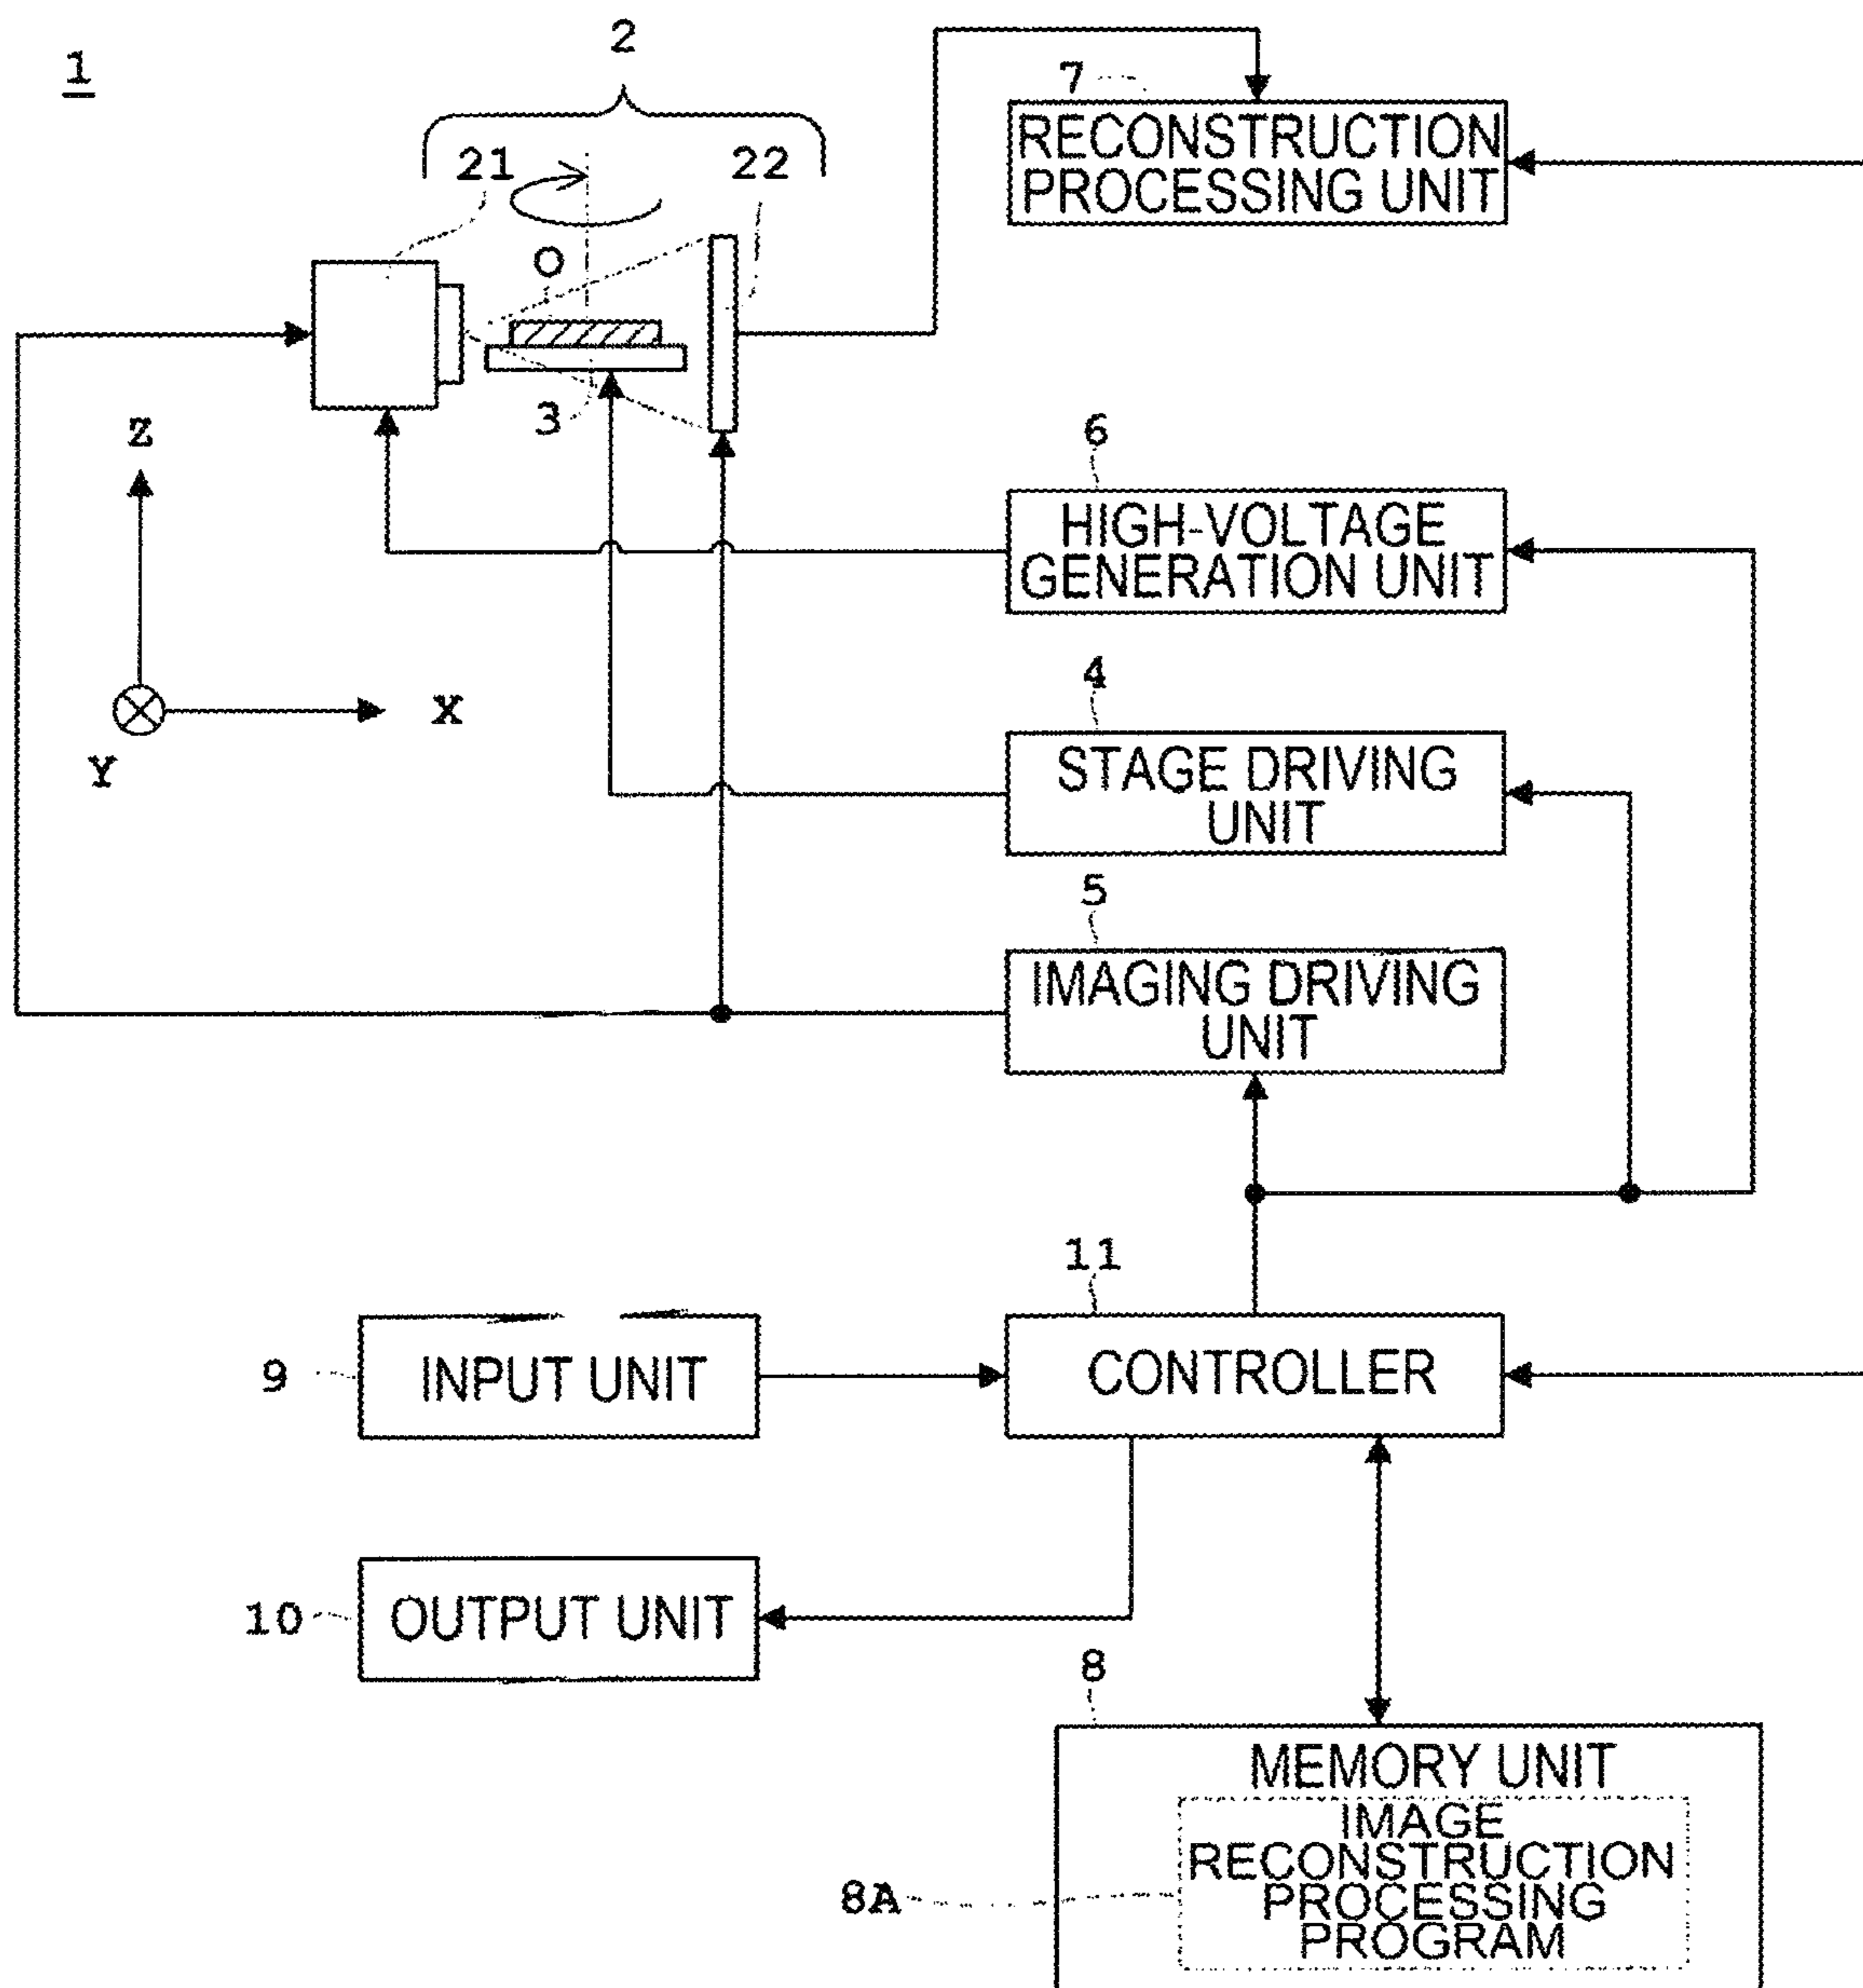 1
2
21
22
O
3
7
RECONSTRUCTION
PROCESSING UNIT
Z
X
Y
6
HIGH-VOLTAGE
GENERATION UNIT
4
STAGE DRIVING
UNIT
5
IMAGING DRIVING
UNIT
11
CONTROLLER
9
INPUT UNIT
10
OUTPUT UNIT
8
MEMORY UNIT
8A
IMAGE
RECONSTRUCTION
PROCESSING
PROGRAM